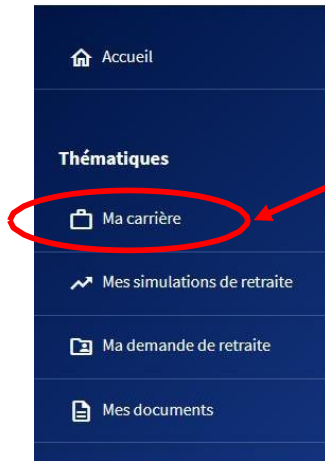 Accueil
Thématiques
Ma carrière
Mes simulations de retraite
Ma demande de retraite
Mes documents